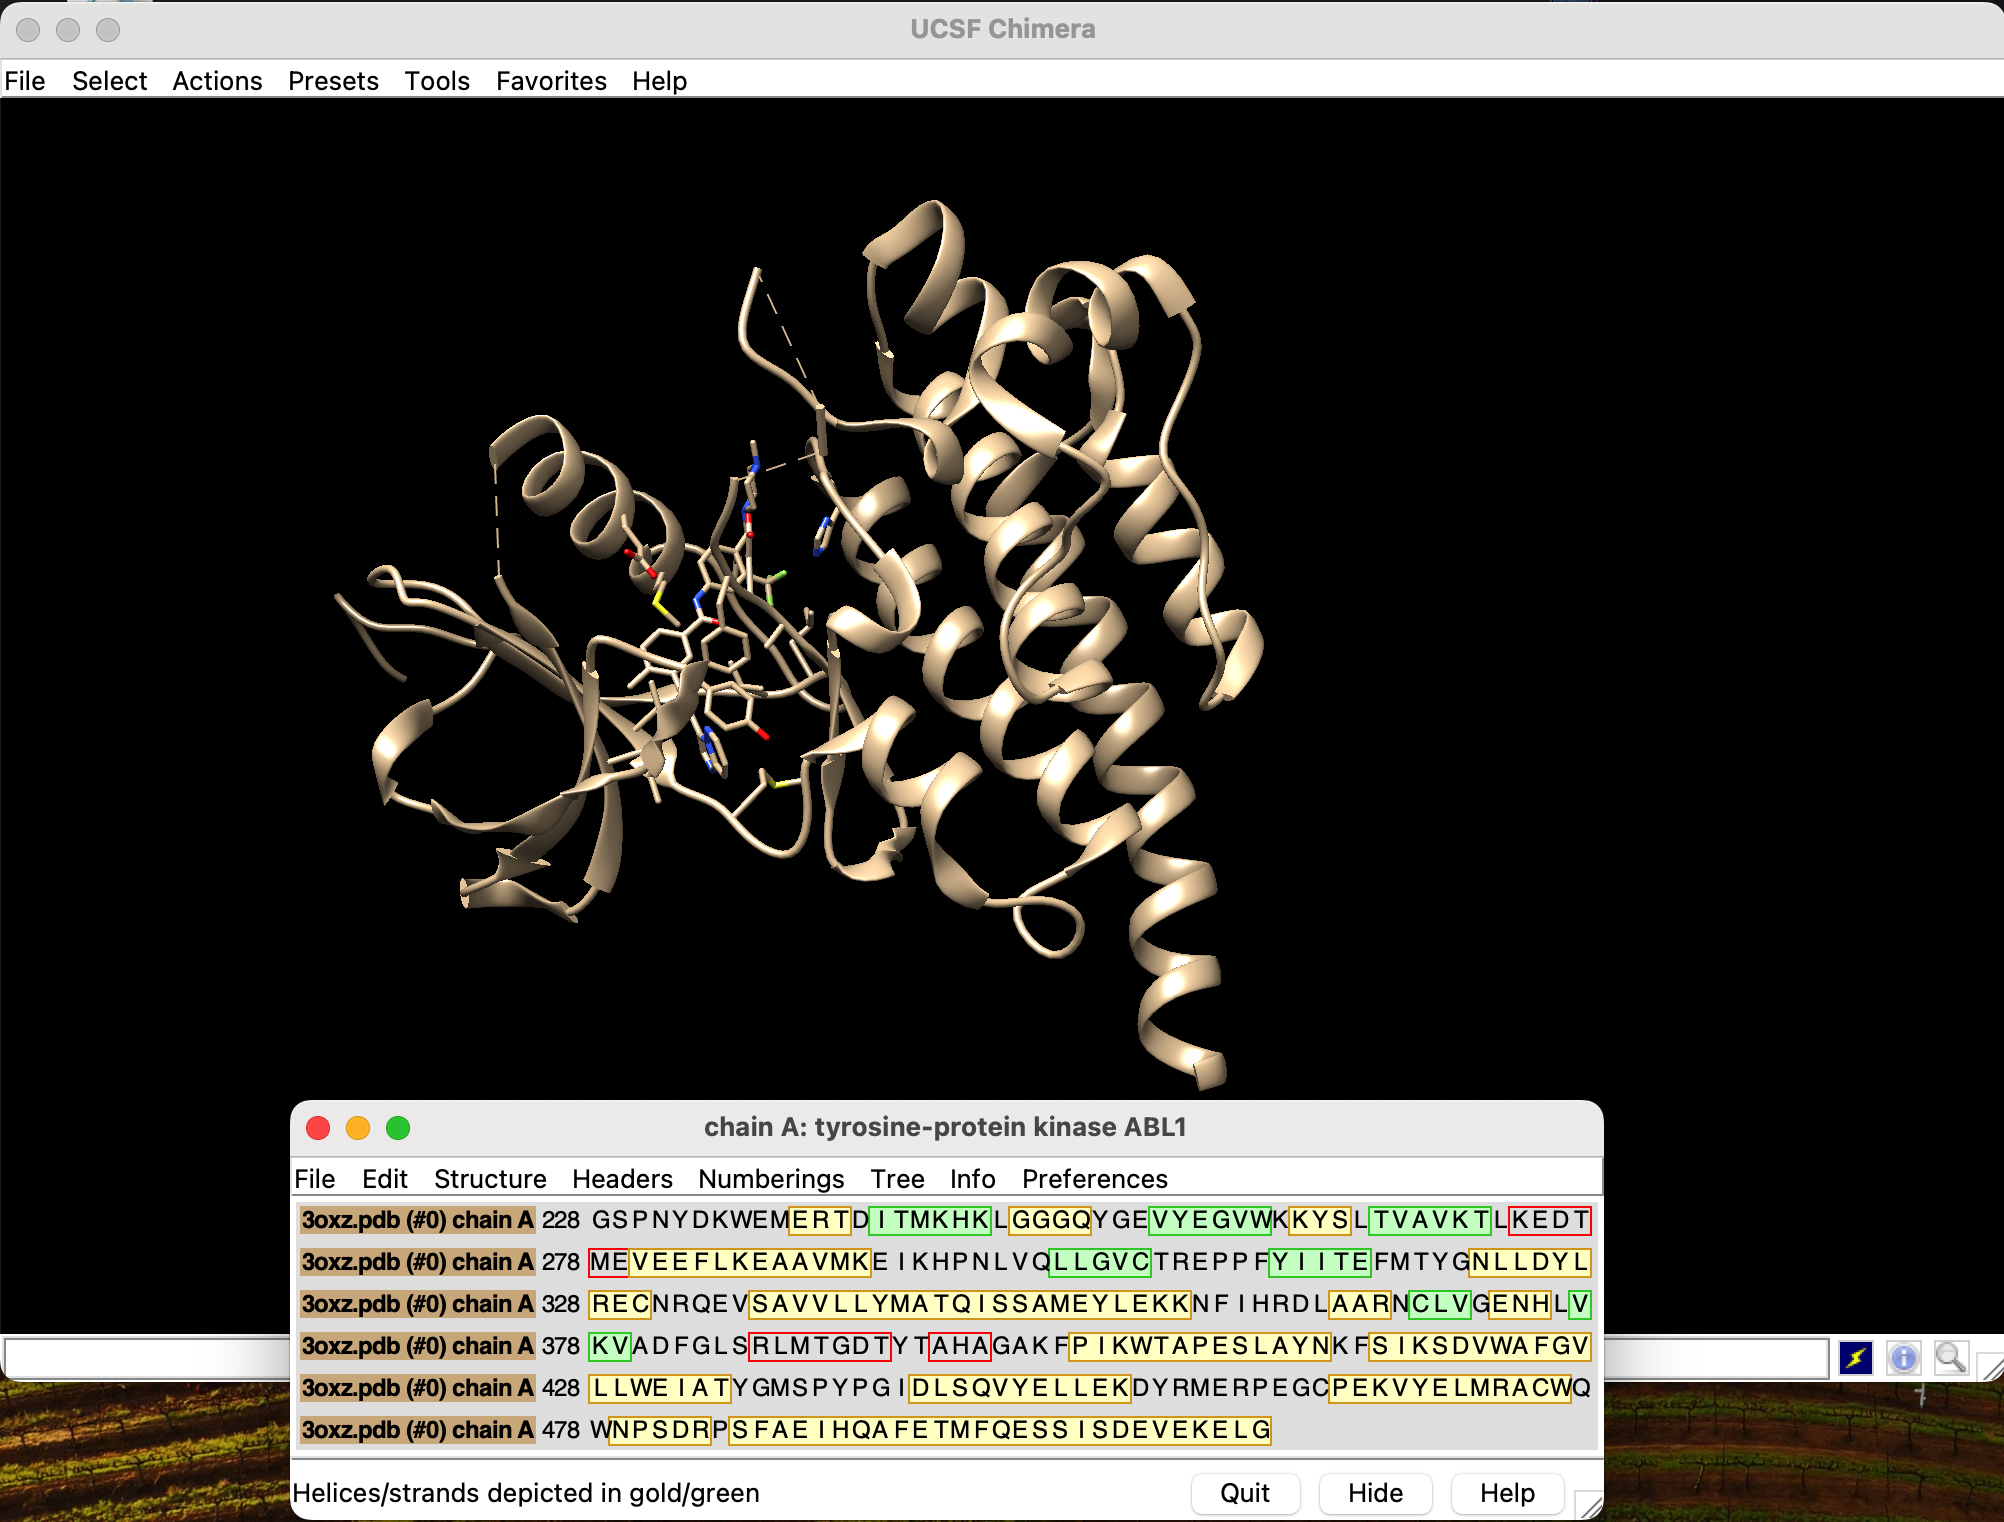 UCSF Chimera
File Select Actions Presets Tools Favorites Help
chain A: tyrosine-protein kinase ABL1
File Edit Structure Headers Numberings Tree Info Preferences
3oxz.pdb (#0) chain A 228 GSPNYDKWEMERTDITMKHKLGGGQYGEVYEGVWKKYSLTVAVKTLKEDT
3oxz.pdb (#0) chain A 278 MEVEEFLKEAAVMKEIKHPNLVQLLGVCTREPPFYIITEFMTYGNLLDYL
3oxz.pdb (#0) chain A 328 RECNRQEVSAVVLLYMATQISSAMEYLEKKNFIHRDLAARNCLVGENHLV
3oxz.pdb (#0) chain A 378 KVADFGLSRLMTGDTYTAHAGAKFPIKWTAPESLAYNKFSIKSDVWAFGV
3oxz.pdb (#0) chain A 428 LLWEIATYGMSPYPGIDLSQVYELLEKDYRMERPEGCPEKVYELMRACWQ
3oxz.pdb (#0) chain A 478 WNPSDRPSFAEIHQAFETMFQESSISDEVEKELG
Helices/strands depicted in gold/green
Quit Hide Help